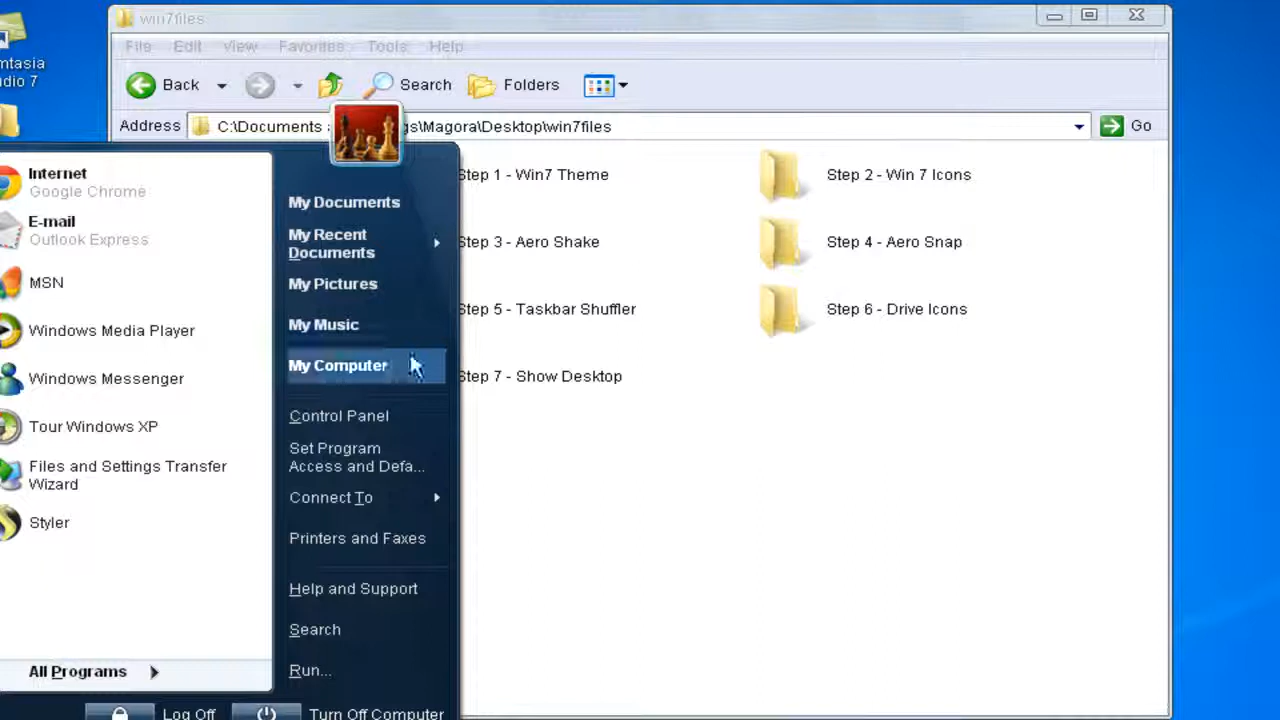 win7files
File Edit View Favorites Tools Help
mtasia
dio 7
Back Search Folders
Address C:\Documents gs\Magora\Desktop\win7files Go
Step 1 - Win7 Theme
Step 2 - Win 7 Icons
Step 3 - Aero Shake
Step 4 - Aero Snap
Step 5 - Taskbar Shuffler
Step 6 - Drive Icons
Step 7 - Show Desktop
Internet
Google Chrome
E-mail
Outlook Express
MSN
Windows Media Player
Windows Messenger
Tour Windows XP
Files and Settings Transfer
Wizard
Styler
All Programs
My Documents
My Recent
Documents
My Pictures
My Music
My Computer
Control Panel
Set Program
Access and Defa...
Connect To
Printers and Faxes
Help and Support
Search
Run...
Log Off Turn Off Computer